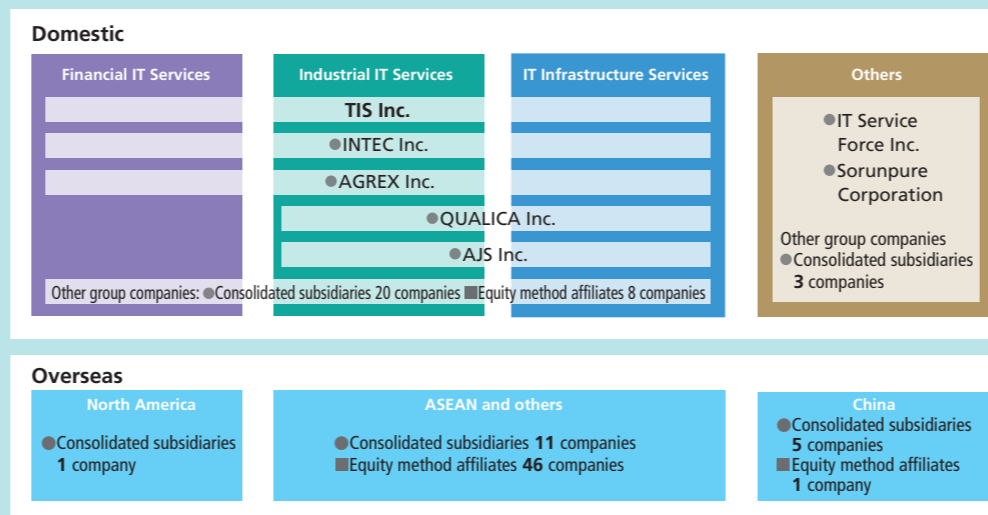 Domestic
Financial IT Services
Industrial IT Services
IT Infrastructure Services
TIS Inc.
●INTEC Inc.
●AGREX Inc.
●QUALICA Inc.
●AJS Inc.
Other group companies: ●Consolidated subsidiaries 20 companies ■Equity method affiliates 8 companies
Others
●IT Service
Force Inc.
●Sorunpure
Corporation
Other group companies
●Consolidated subsidiaries
3 companies
Overseas
North America
●Consolidated subsidiaries
1 company
ASEAN and others
●Consolidated subsidiaries 11 companies
■Equity method affiliates 46 companies
China
●Consolidated subsidiaries
5 companies
■Equity method affiliates
1 company